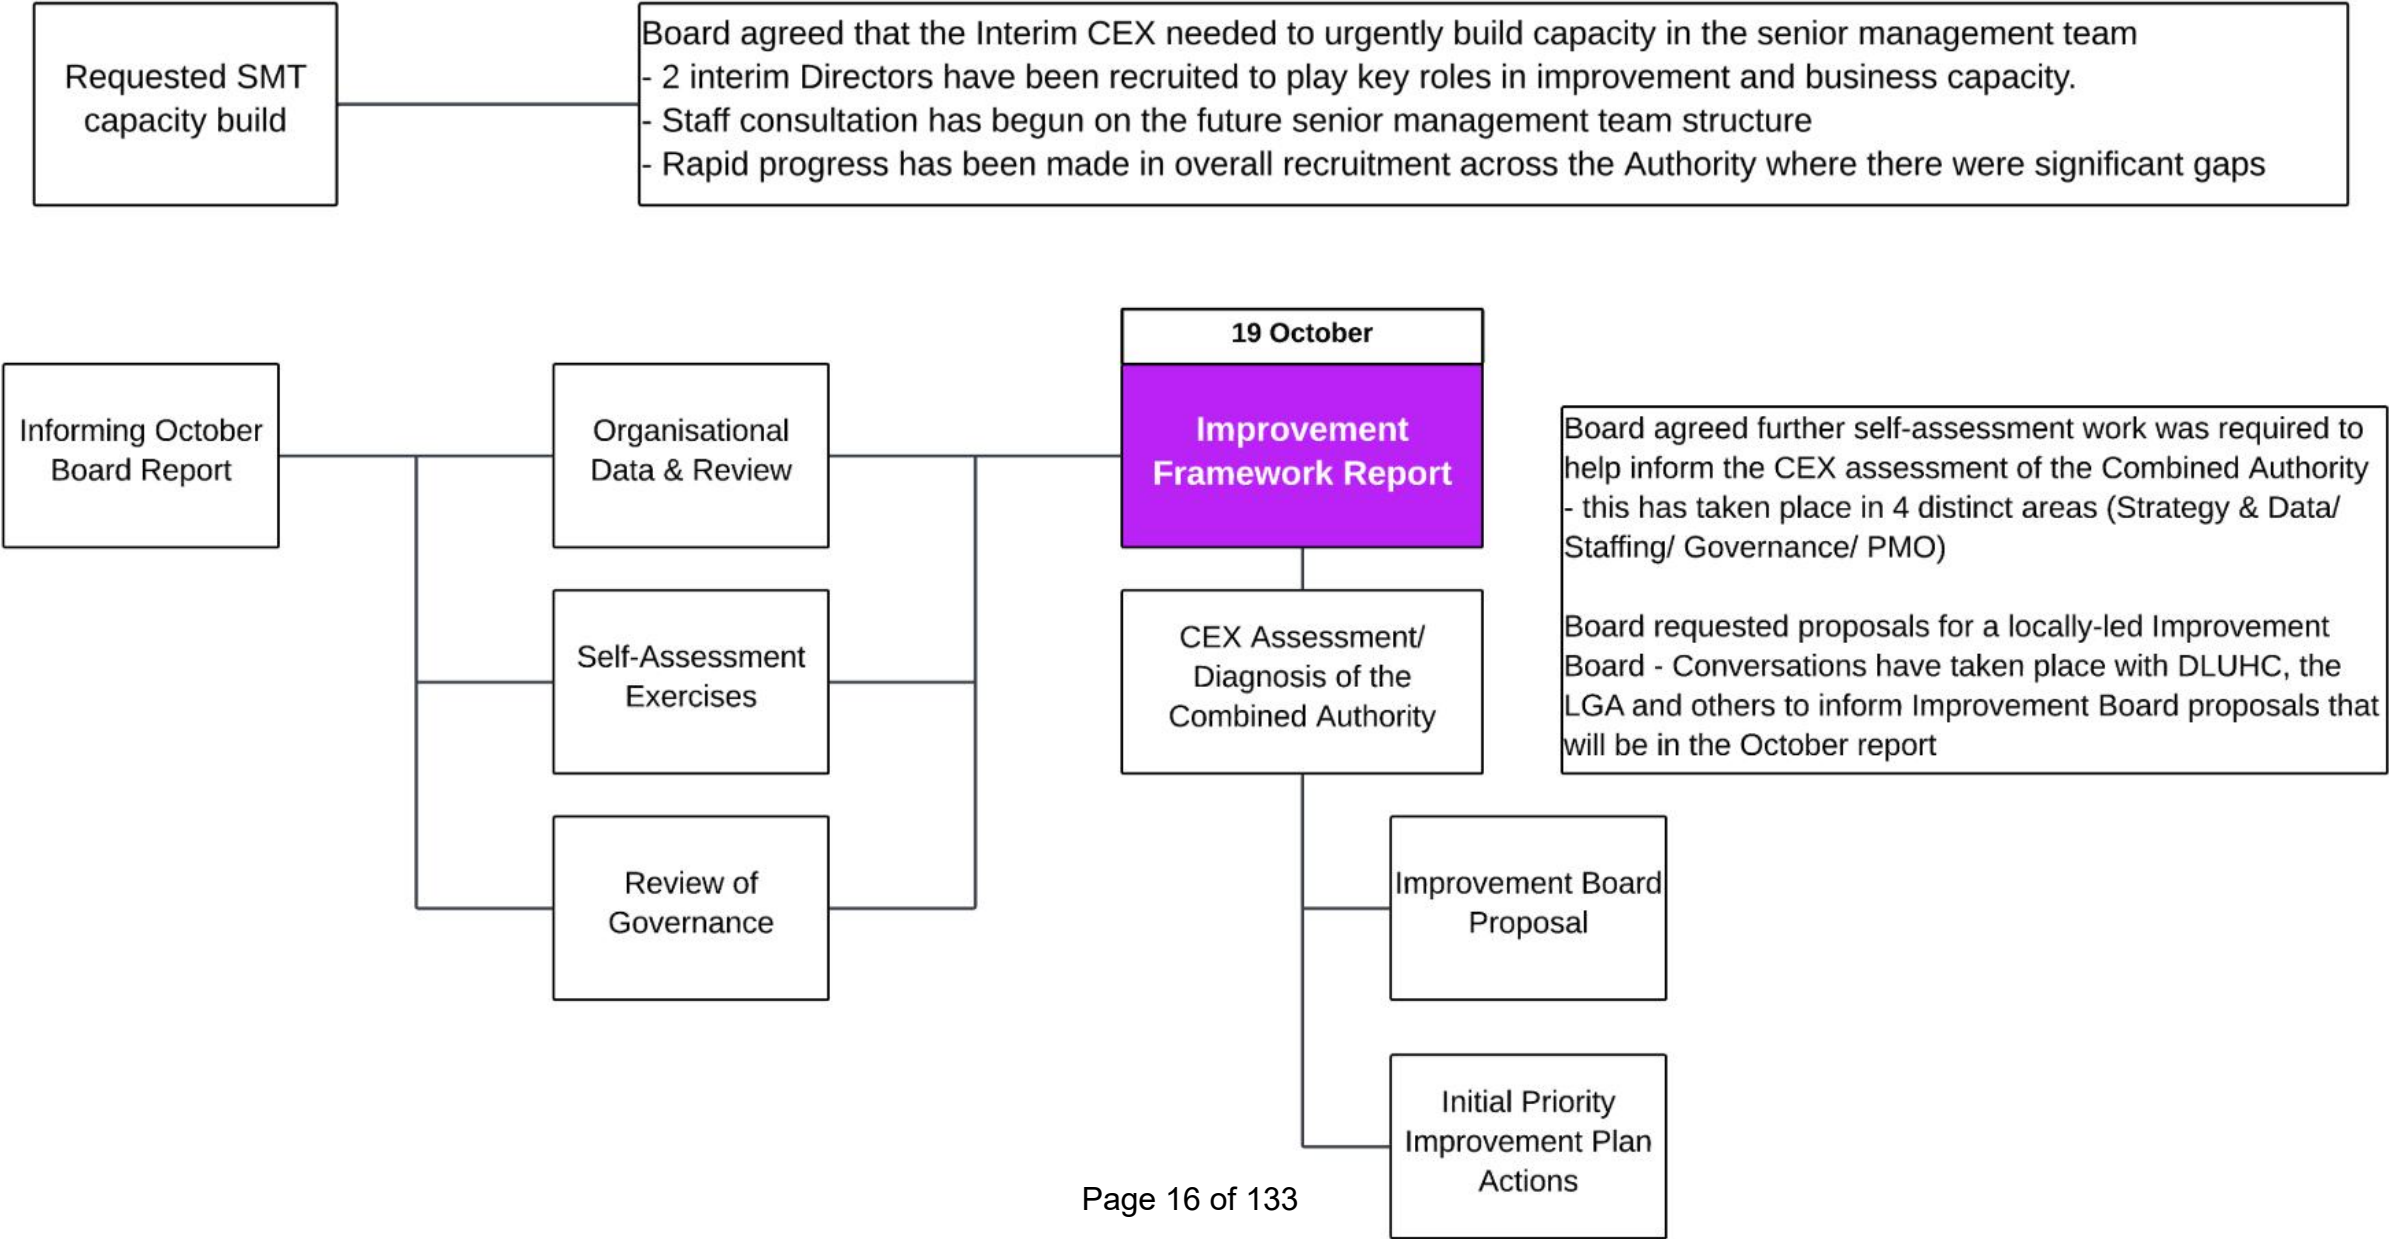 Requested SMT
capacity build
Board agreed that the Interim CEX needed to urgently build capacity in the senior management team
- 2 interim Directors have been recruited to play key roles in improvement and business capacity.
- Staff consultation has begun on the future senior management team structure
- Rapid progress has been made in overall recruitment across the Authority where there were significant gaps
Informing October
Board Report
Organisational
Data & Review
Self-Assessment
Exercises
Review of
Governance
19 October
Improvement
Framework Report
CEX Assessment/
Diagnosis of the
Combined Authority
Board agreed further self-assessment work was required to
help inform the CEX assessment of the Combined Authority
- this has taken place in 4 distinct areas (Strategy & Data/
Staffing/ Governance/ PMO)
Board requested proposals for a locally-led Improvement
Board - Conversations have taken place with DLUHC, the
LGA and others to inform Improvement Board proposals that
will be in the October report
Improvement Board
Proposal
Initial Priority
Improvement Plan
Actions
Page 16 of 133